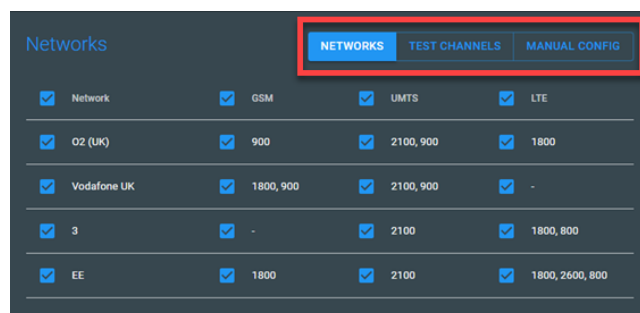 Networks NETWORKS TEST CHANNELS MANUAL CONFIG
Network GSM UMTS LTE
O2 (UK) 900 2100, 900 1800
Vodafone UK 1800, 900 2100, 900 -
3 - 2100 1800, 800
EE 1800 2100 1800, 2600, 800